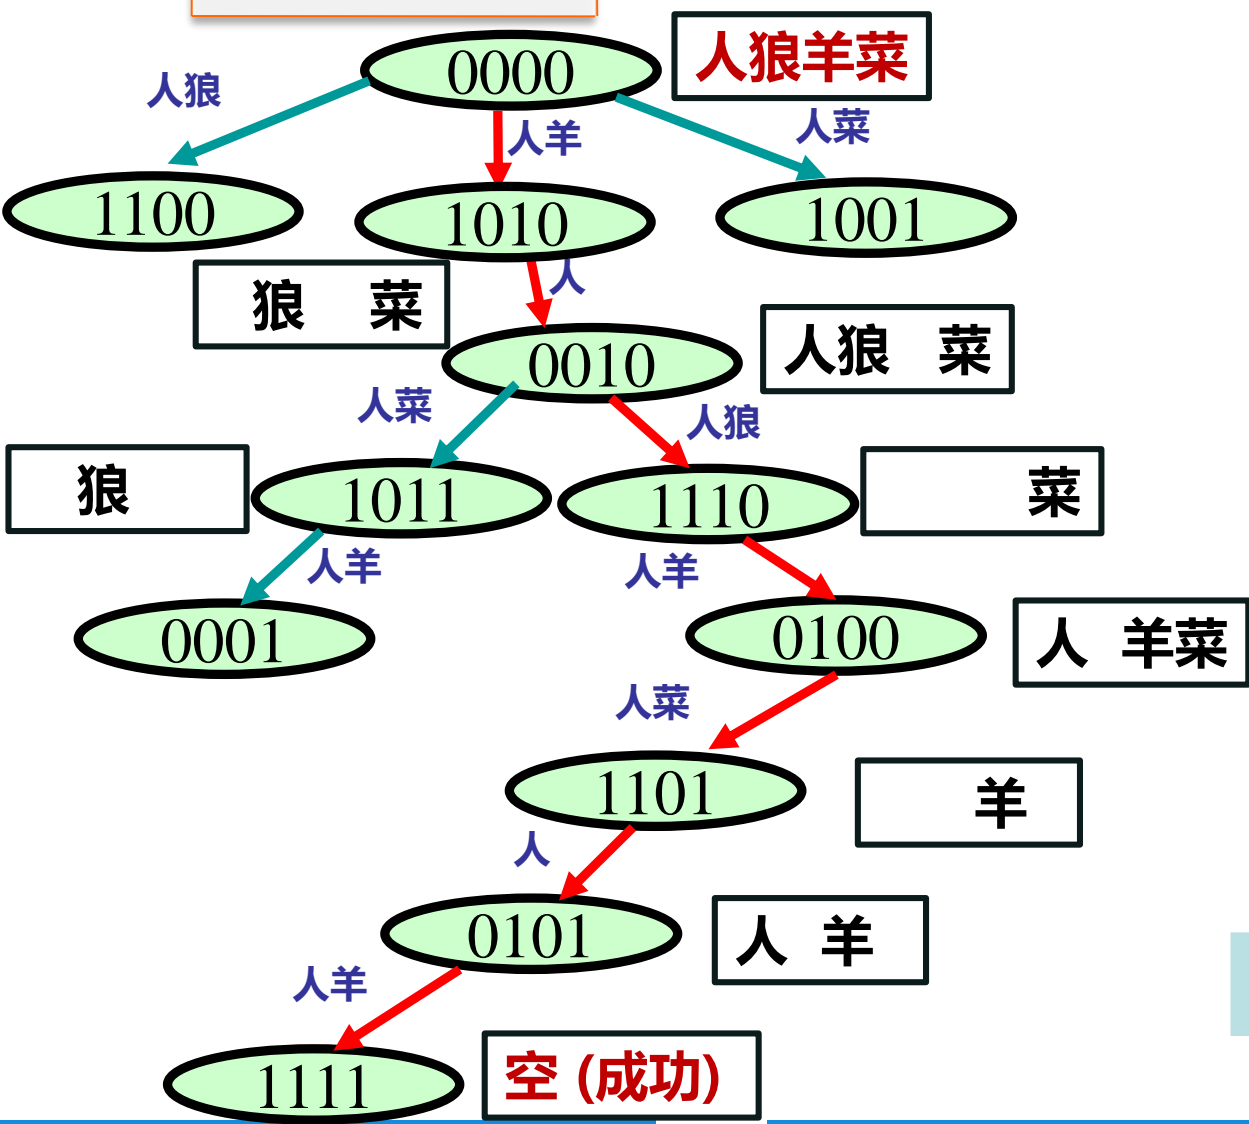 0000
人狼羊菜
人狼
人羊
人菜
1100
1010
1001
人
狼 菜
0010
人狼 菜
人菜
人狼
狼
1011
1110
菜
人羊
人羊
0001
0100
人 羊菜
人菜
1101
羊
人
0101
人 羊
人羊
1111
空 (成功)